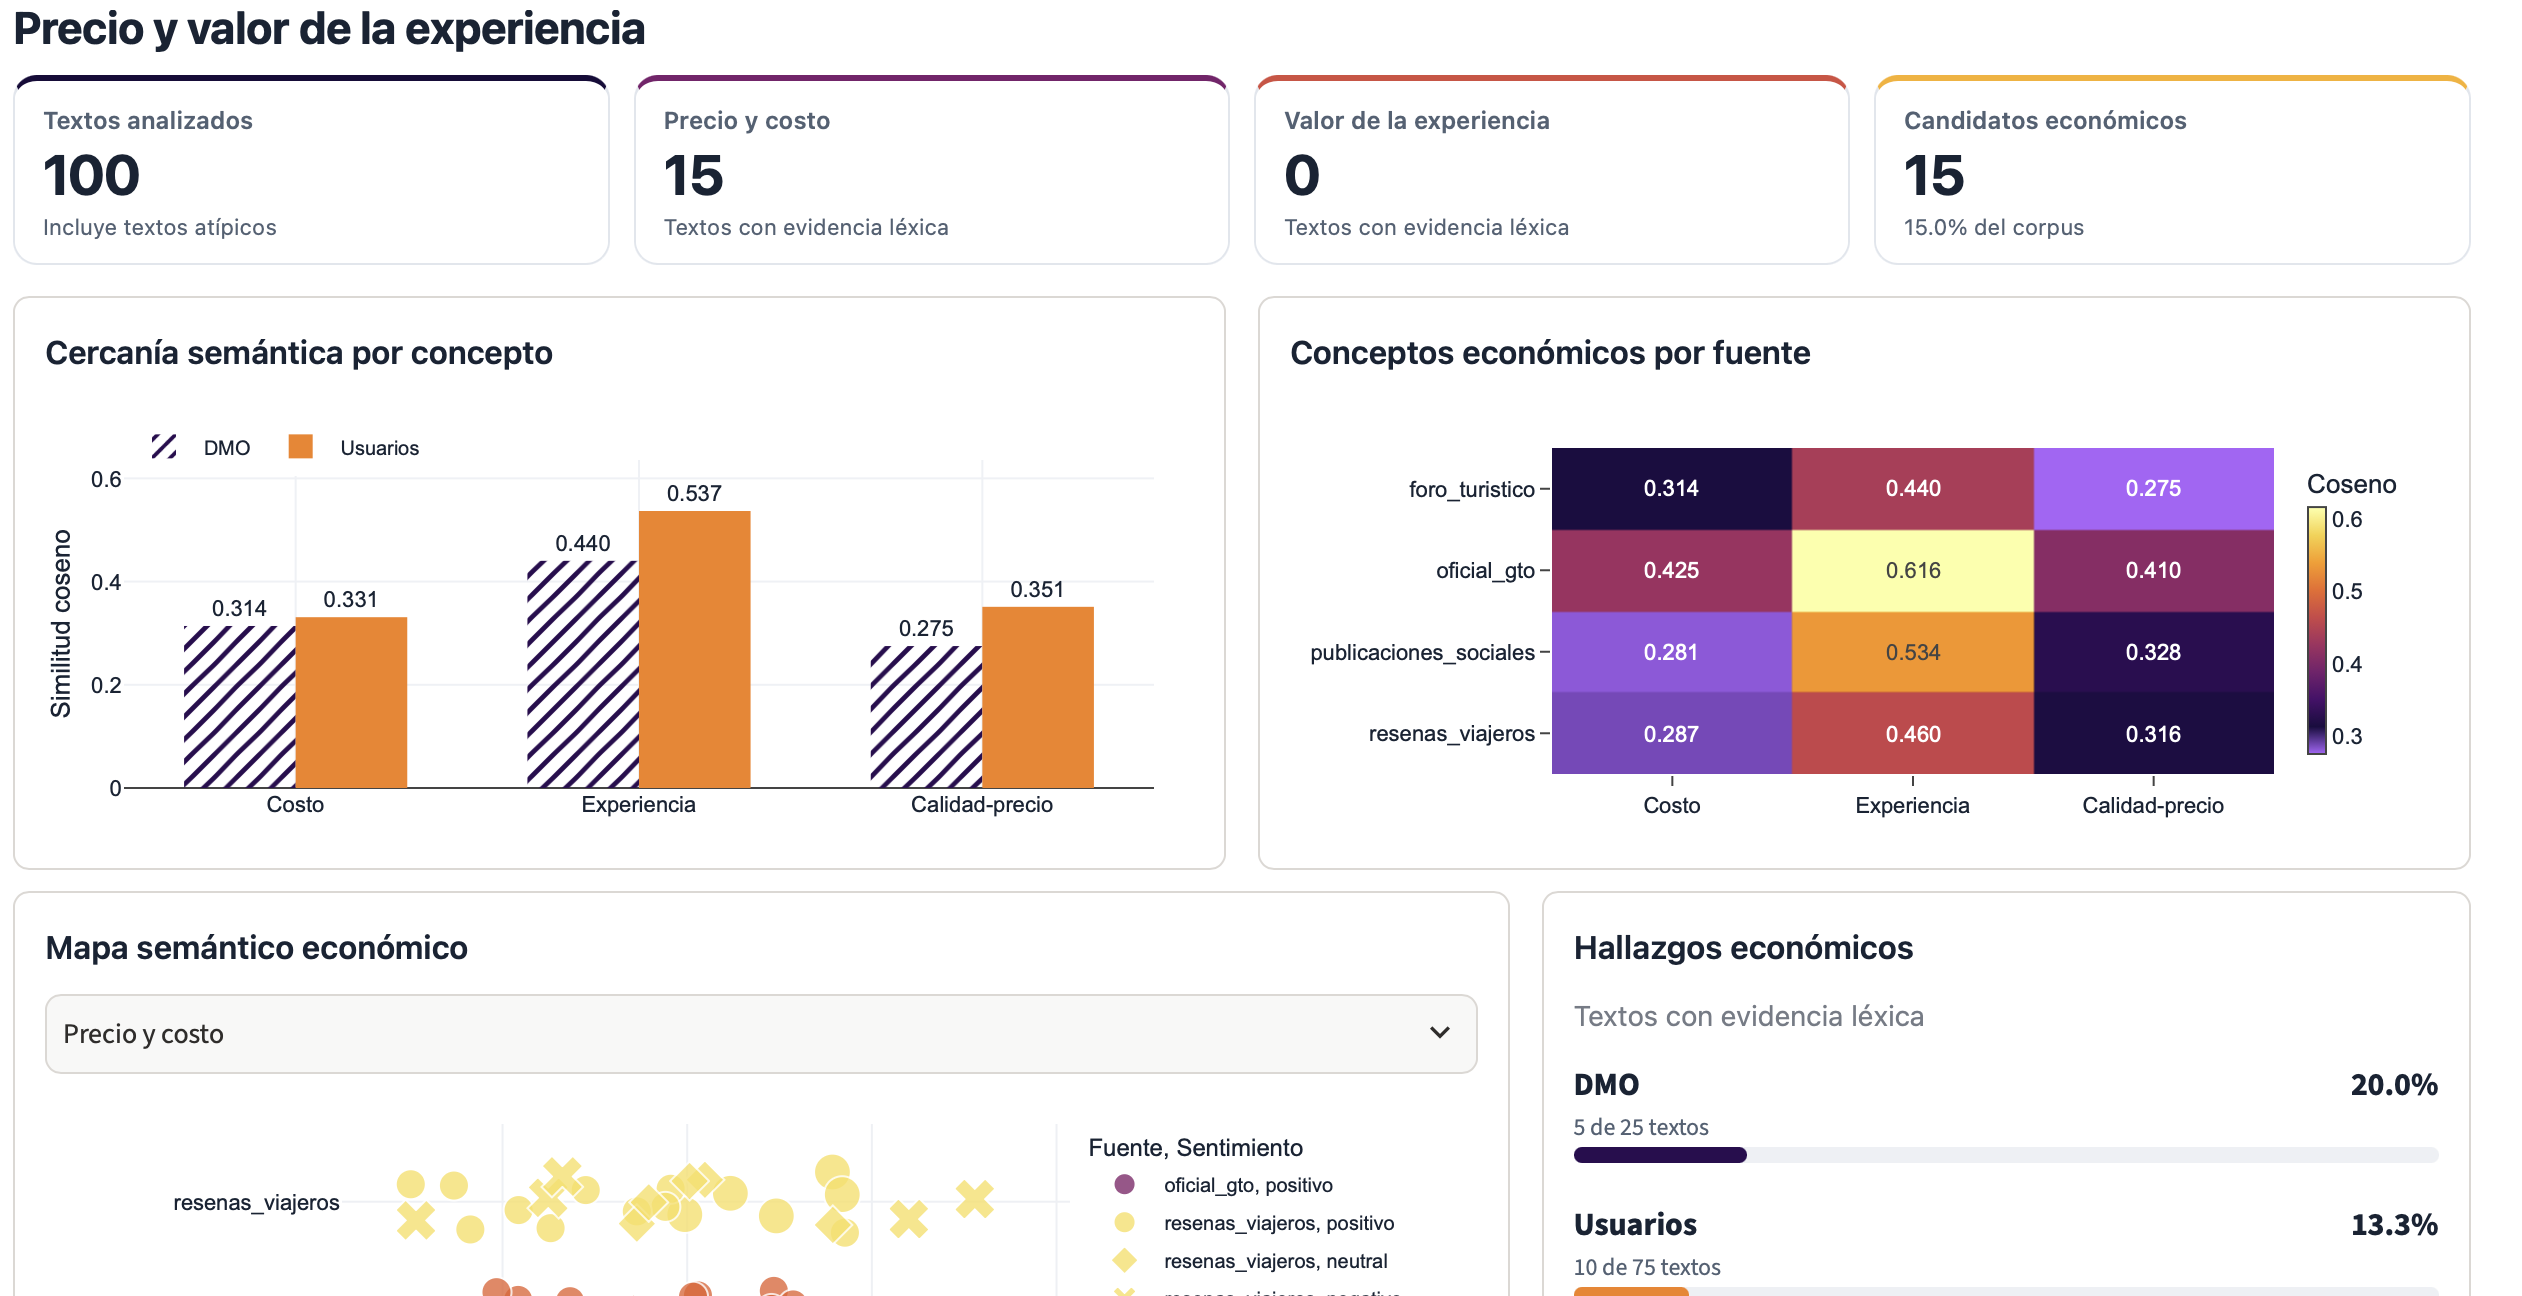 Precio y valor de la experiencia
Textos analizados
100
Incluye textos atípicos
Precio y costo
15
Textos con evidencia léxica
Valor de la experiencia
0
Textos con evidencia léxica
Candidatos económicos
15
15.0% del corpus
Cercanía semántica por concepto
DMO
Usuarios
Similitud coseno
0.6
0.4
0.2
0
0.314
0.331
0.440
0.537
0.275
0.351
Costo
Experiencia
Calidad-precio
Conceptos económicos por fuente
foro_turistico
0.314
0.440
0.275
oficial_gto
0.425
0.616
0.410
publicaciones_sociales
0.281
0.534
0.328
resenas_viajeros
0.287
0.460
0.316
Costo
Experiencia
Calidad-precio
Coseno
0.6
0.5
0.4
0.3
Mapa semántico económico
Precio y costo
resenas_viajeros
Fuente, Sentimiento
oficial_gto, positivo
resenas_viajeros, positivo
resenas_viajeros, neutral
Hallazgos económicos
Textos con evidencia léxica
DMO
20.0%
5 de 25 textos
Usuarios
13.3%
10 de 75 textos